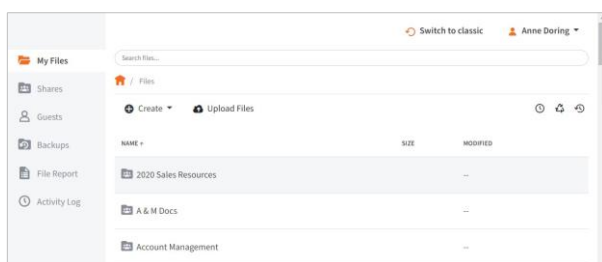 Switch to classic
Anne Doring
My Files
Shares
Guests
Backups
File Report
Activity Log
Search files...
/ Files
Create
Upload Files
NAME
SIZE
MODIFIED
2020 Sales Resources
--
A & M Docs
--
Account Management
--